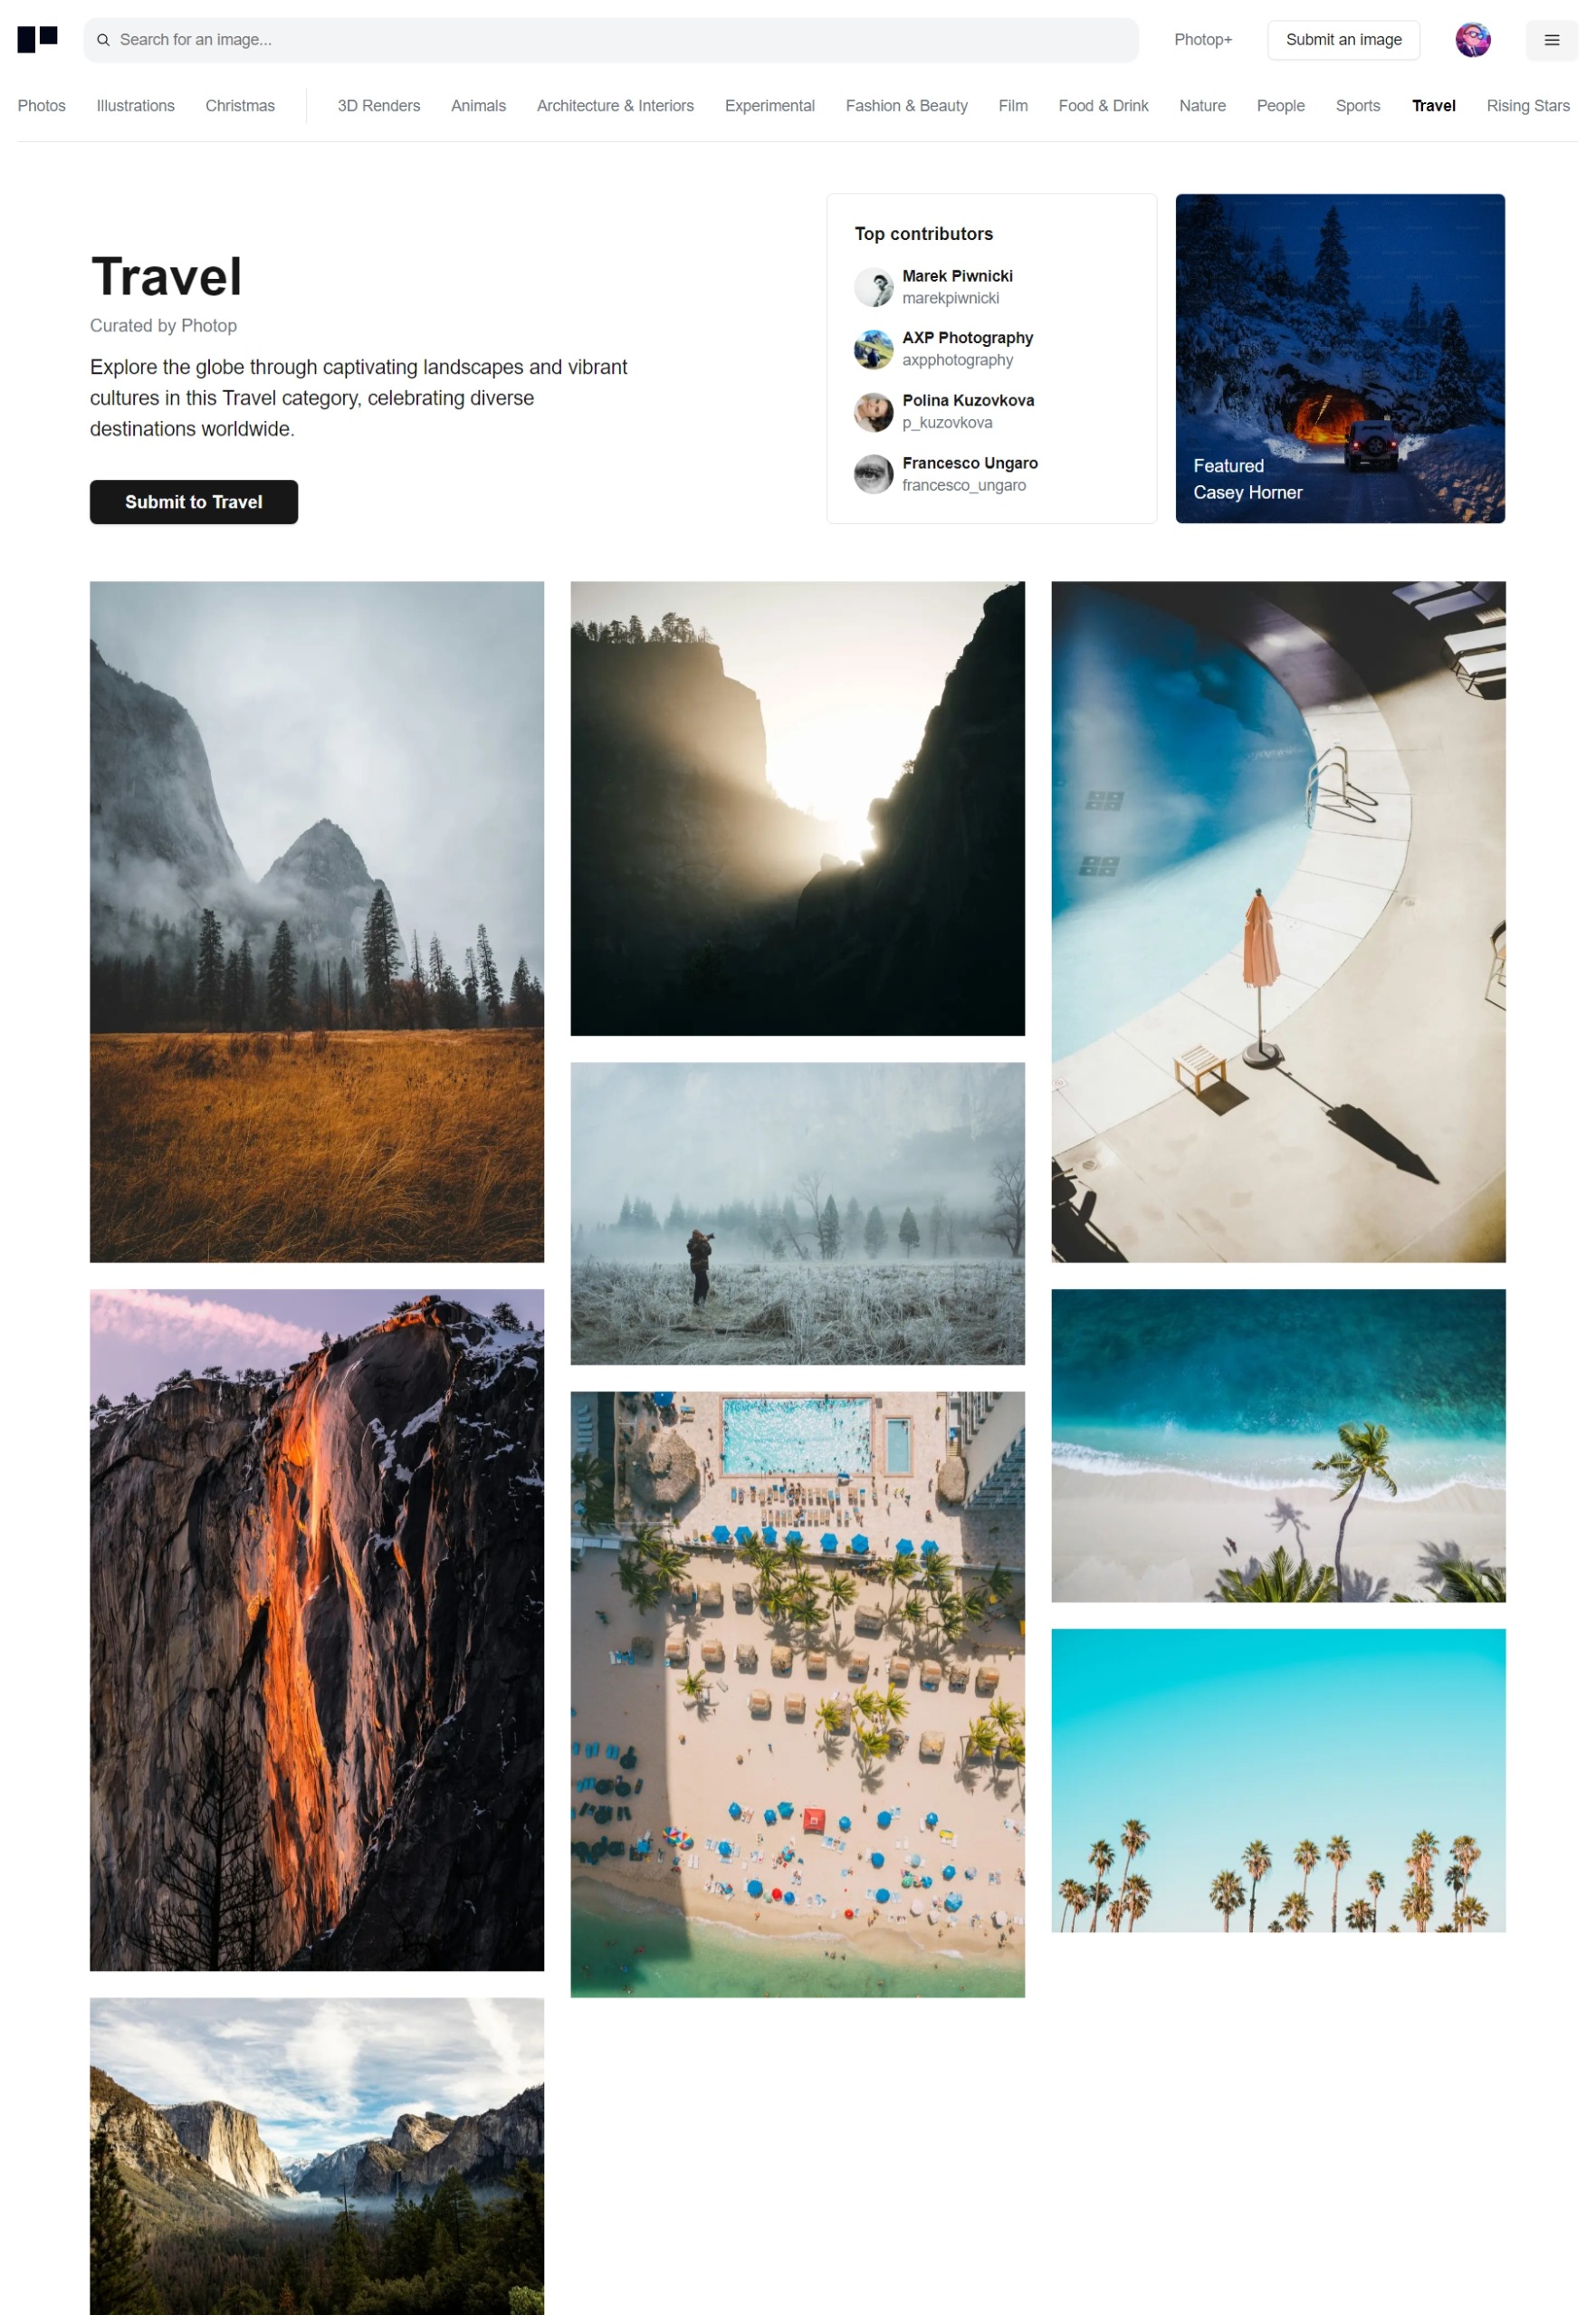 Search for an image...
Photop+
Submit an image
Photos
Illustrations
Christmas
3D Renders
Animals
Architecture & Interiors
Experimental
Fashion & Beauty
Film
Food & Drink
Nature
People
Sports
Travel
Rising Stars
Travel
Curated by Photop
Explore the globe through captivating landscapes and vibrant
cultures in this Travel category, celebrating diverse
destinations worldwide.
Submit to Travel
Top contributors
Marek Piwnicki
marekpiwnicki
AXP Photography
axpphotography
Polina Kuzovkova
p_kuzovkova
Francesco Ungaro
francesco_ungaro
Featured
Casey Horner